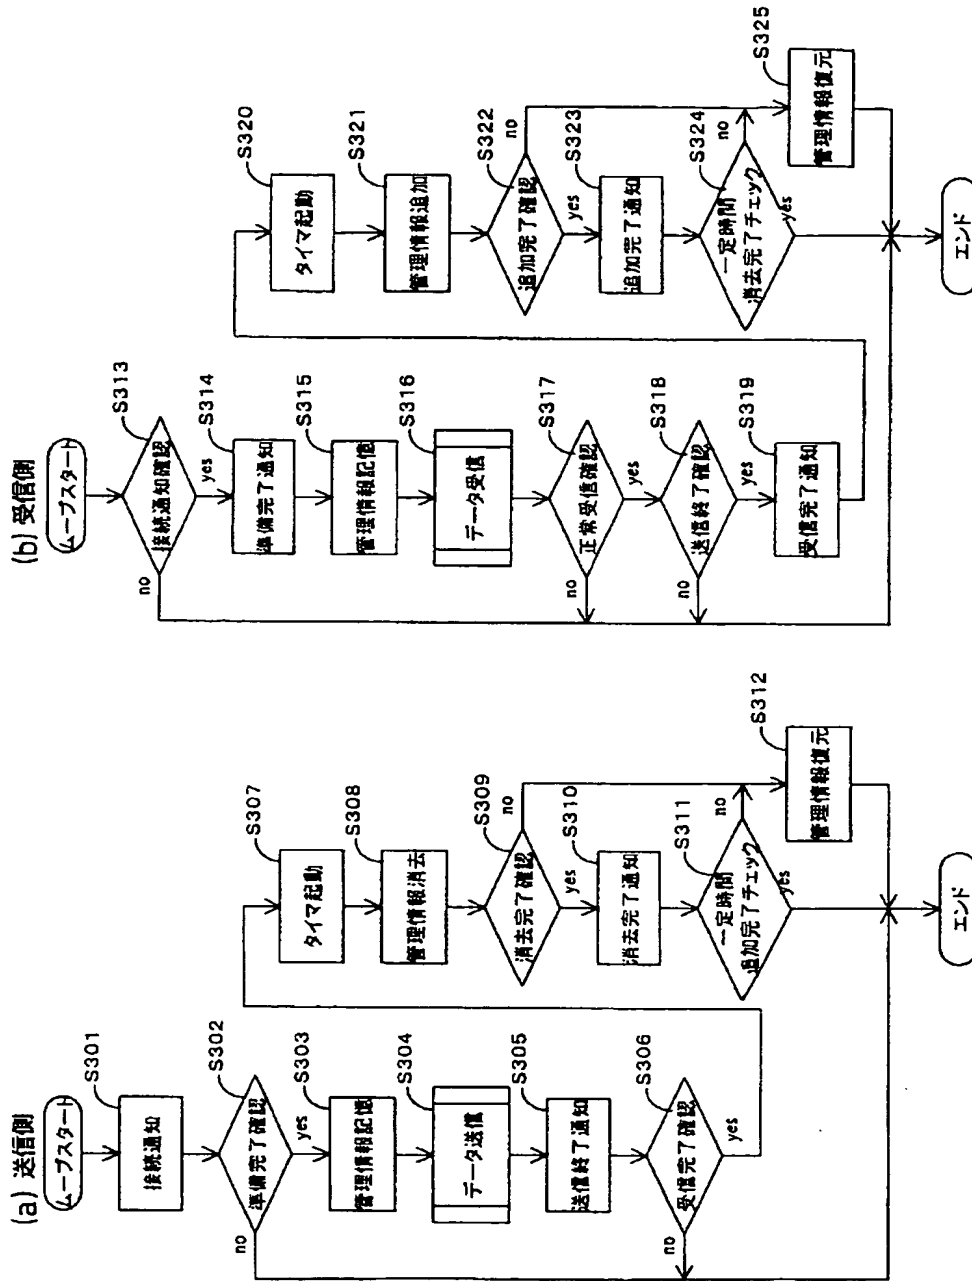 (a) 送信側
ムーブスタート
S301
接続通知
S302
準備完了確認
no
yes
S303
管理情報記憶
S304
データ送信
S305
送信終了通知
S306
受信完了確認
no
yes
S307
タイマ起動
S308
管理情報消去
S309
消去完了確認
no
yes
S310
消去完了通知
S311
一定時間
追加完了チェック
no
yes
S312
管理情報復元
エンド
(b) 受信側
ムーブスタート
S313
接続通知確認
no
yes
S314
準備完了通知
S315
管理情報記憶
S316
データ受信
S317
正常受信確認
no
yes
S318
送信終了確認
no
yes
S319
受信完了通知
S320
タイマ起動
S321
管理情報追加
S322
追加完了確認
no
yes
S323
追加完了通知
S324
一定時間
消去完了チェック
no
yes
S325
管理情報復元
エンド